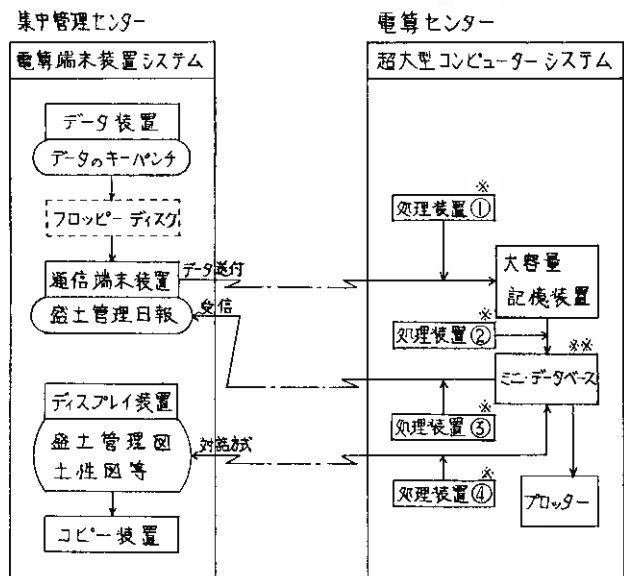 集中管理センター
電算端末装置システム
データ装置
データのキーパンチ
フロッピーディスク
通信端末装置
盛土管理日報
データ送付
受信
ディスプレイ装置
盛土管理図
土性図等
対話方式
コピー装置
電算センター
超大型コンピューターシステム
※
処理装置①
大容量
記憶装置
※
処理装置②
※※
ミニ・データベース
※
処理装置③
※
処理装置④
プロッター